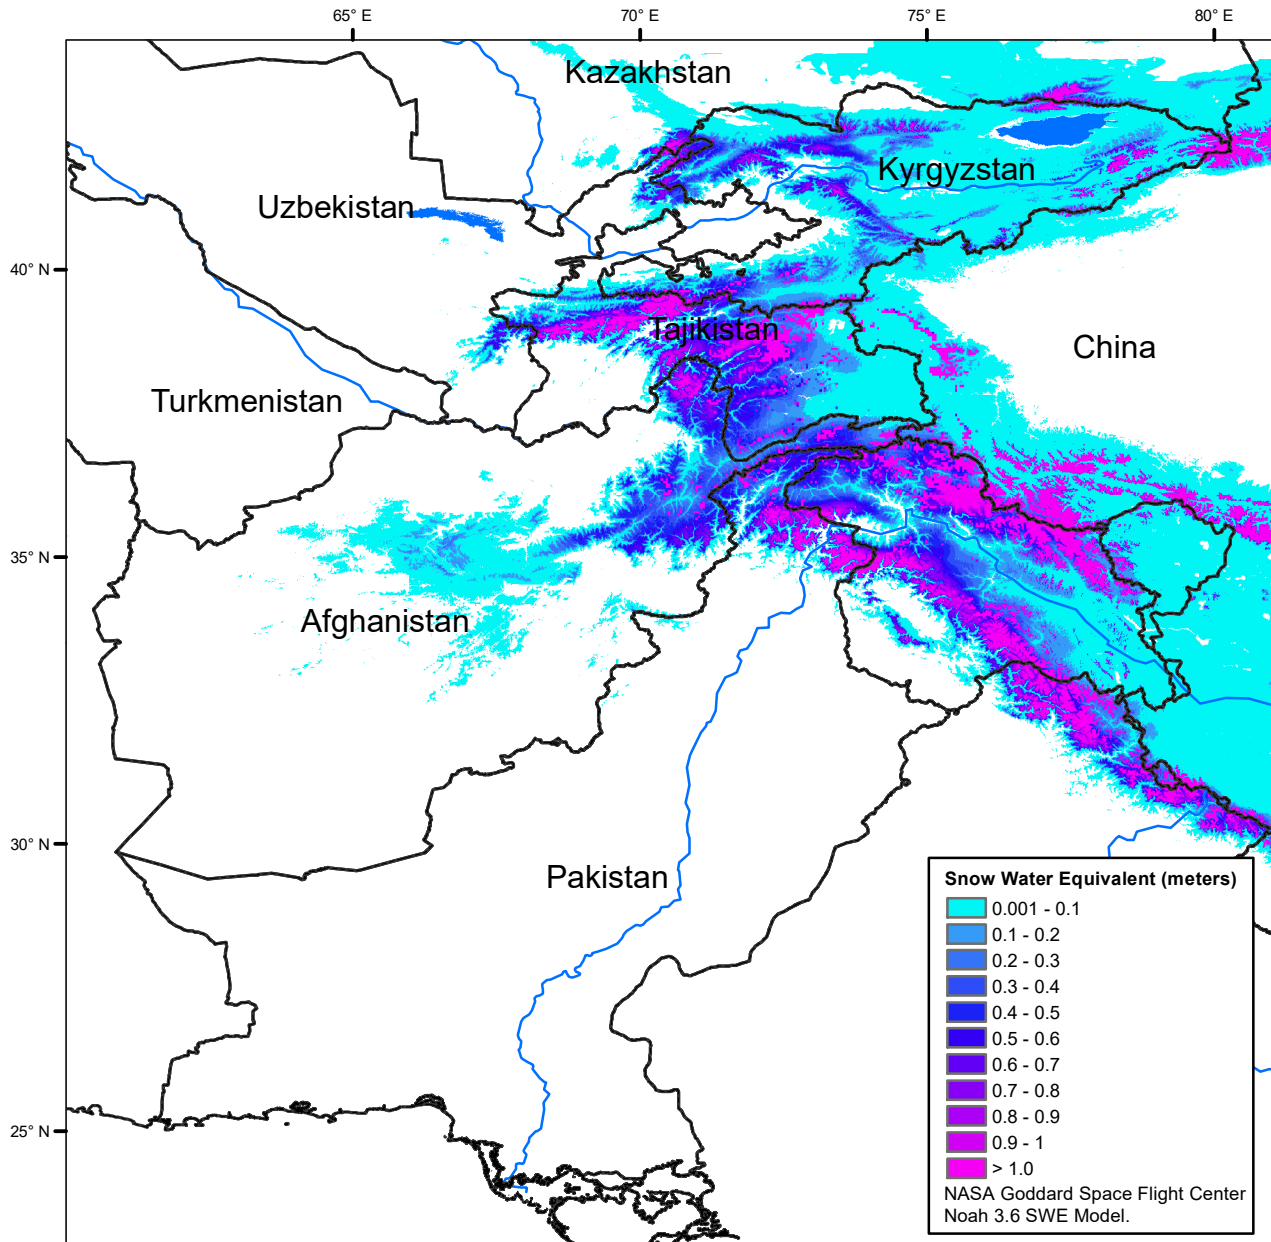 65° E
70° E
75° E
80° E
Kazakhstan
Kyrgyzstan
Uzbekistan
40° N
Tajikistan
China
Turkmenistan
35° N
Afghanistan
30° N
Pakistan
25° N
Snow Water Equivalent (meters)
0.001 - 0.1
0.1 - 0.2
0.2 - 0.3
0.3 - 0.4
0.4 - 0.5
0.5 - 0.6
0.6 - 0.7
0.7 - 0.8
0.8 - 0.9
0.9 - 1
> 1.0
NASA Goddard Space Flight Center
Noah 3.6 SWE Model.